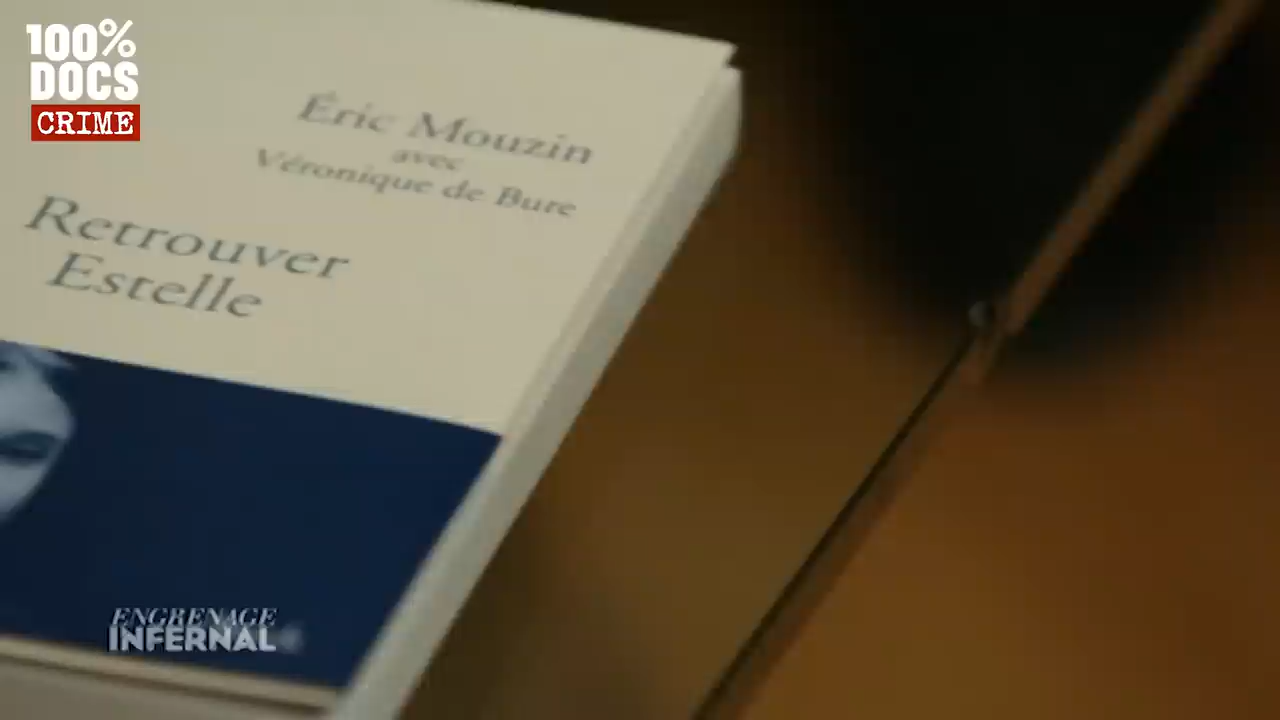 100%
DOCS
CRIME
Éric Mouzin
avec
Véronique de Bure
Retrouver
Estelle
ENGRENAGE
INFERNAL